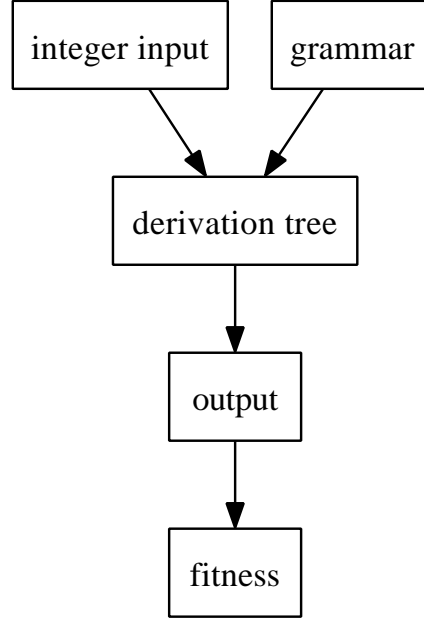 integer input
grammar
derivation tree
output
fitness